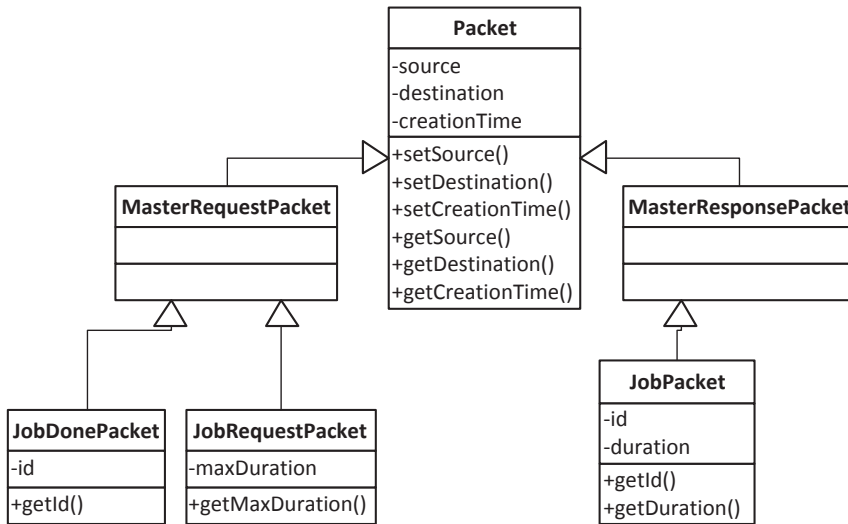 Packet
-source
-destination
-creationTime
+setSource()
+setDestination()
+setCreationTime()
+getSource()
+getDestination()
+getCreationTime()
MasterRequestPacket
MasterResponsePacket
JobDonePacket
-id
+getId()
JobRequestPacket
-maxDuration
+getMaxDuration()
JobPacket
-id
-duration
+getId()
+getDuration()